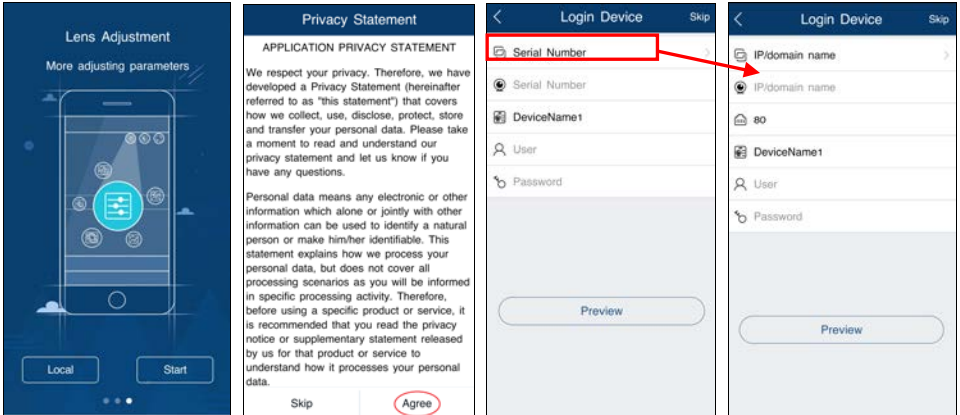 Lens Adjustment
More adjusting parameters
Local
Start
Privacy Statement
APPLICATION PRIVACY STATEMENT
We respect your privacy. Therefore, we have
developed a Privacy Statement (hereinafter
referred to as "this statement") that covers
how we collect, use, disclose, protect, store
and transfer your personal data. Please take
a moment to read and understand our
privacy statement and let us know if you
have any questions.
Personal data means any electronic or other
information which alone or jointly with other
information can be used to identify a natural
person or make him/her identifiable. This
statement explains how we process your
personal data, but does not cover all
processing scenarios as you will be informed
in specific processing activity. Therefore,
before using a specific product or service, it
is recommended that you read the privacy
notice or supplementary statement released
by us for that product or service to
understand how it processes your personal
data.
Skip
Agree
Login Device
Skip
Serial Number
Serial Number
DeviceName1
User
Password
Preview
Login Device
Skip
IP/domain name
IP/domain name
80
DeviceName1
User
Password
Preview